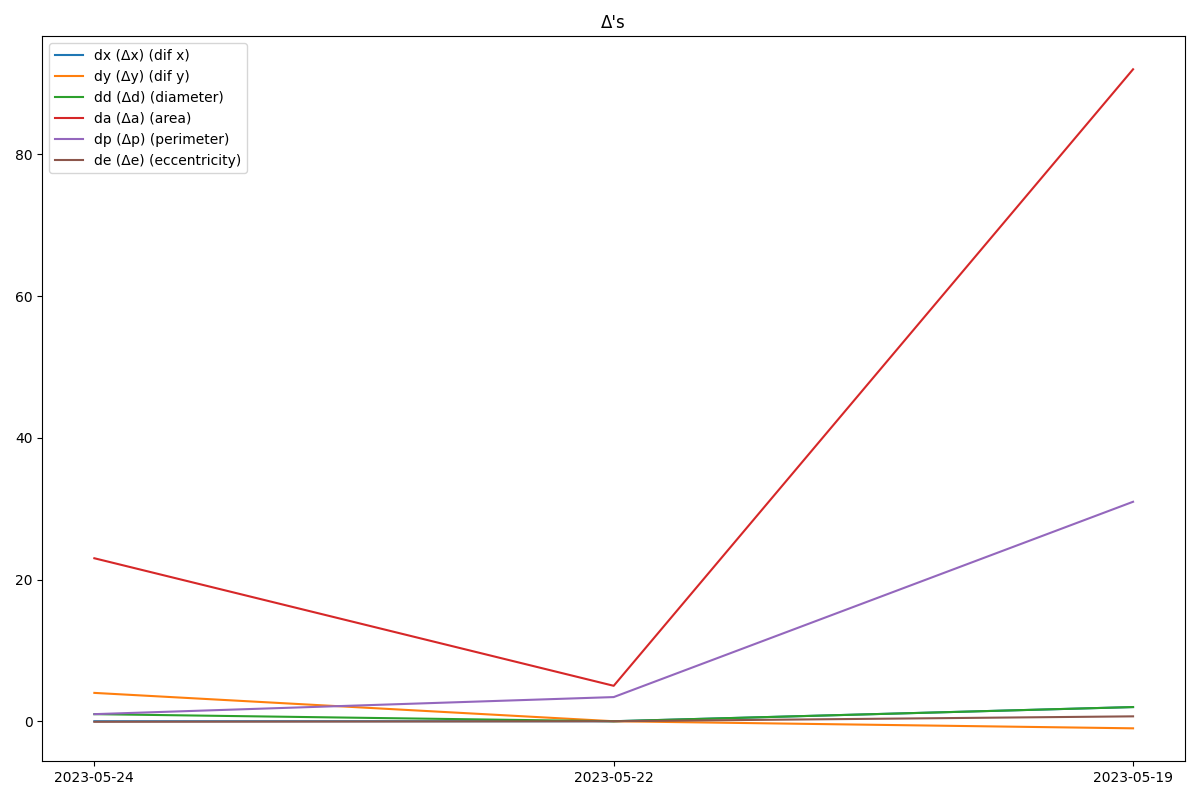 Δ's
dx (Δx) (dif x)
dy (Δy) (dif y)
dd (Δd) (diameter)
da (Δa) (area)
dp (Δp) (perimeter)
de (Δe) (eccentricity)
80
60
40
20
0
2023-05-24 2023-05-22 2023-05-19